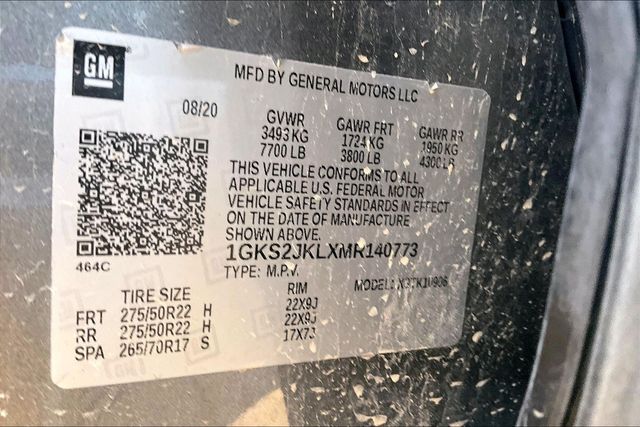 GM
MFD BY GENERAL MOTORS LLC
08/20
GVWR GAWR FRT GAWR RR
3493 KG 1724 KG 1950 KG
7700 LB 3800 LB 4300 LB
THIS VEHICLE CONFORMS TO ALL
APPLICABLE U.S. FEDERAL MOTOR
VEHICLE SAFETY STANDARDS IN EFFECT
ON THE DATE OF MANUFACTURE
SHOWN ABOVE.
1GKS2JKLXMR140773
464C
TYPE: M.P.V.
MODEL:
TIRE SIZE RIM
FRT 275/50R22 H 22X9J
RR 275/50R22 H 22X9J
SPA 265/70R17 S 17X7J